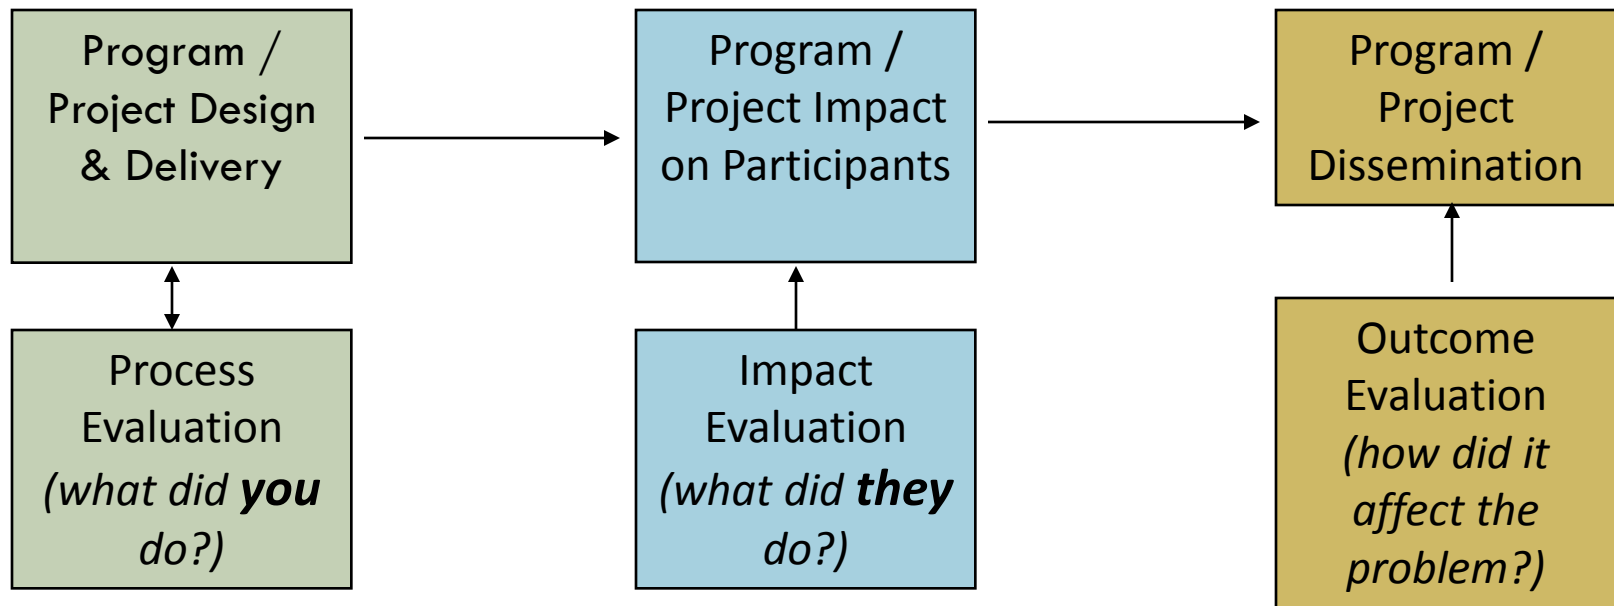 Program /
Project Design
& Delivery
Program /
Project Impact
on Participants
Program /
Project
Dissemination
Process
Evaluation
(what did you
do?)
Impact
Evaluation
(what did they
do?)
Outcome
Evaluation
(how did it
affect the
problem?)